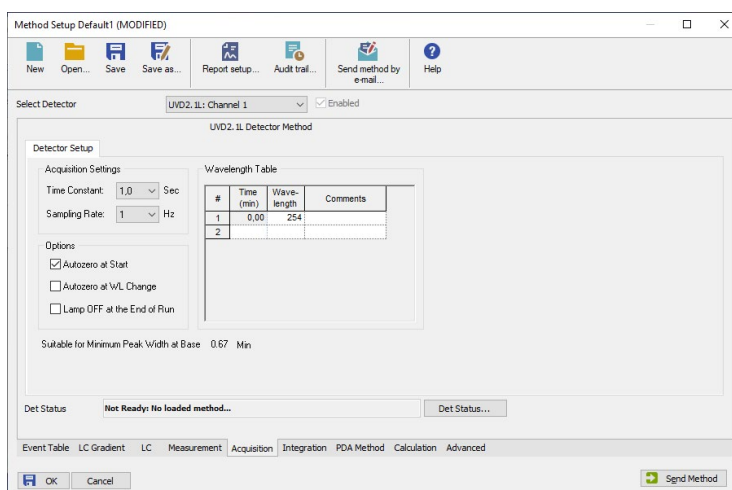 Method Setup Default1 (MODIFIED)
New Open... Save Save as... Report setup... Audit trail... Send method by e-mail... Help
Select Detector UVD2.1L: Channel 1 Enabled
UVD2.1L Detector Method
Detector Setup
Acquisition Settings
Time Constant: 1,0 Sec
Sampling Rate: 1 Hz
Options
Autozero at Start
Autozero at WL Change
Lamp OFF at the End of Run
Wavelength Table
# Time (min) Wave-length Comments
1 0,00 254
2
Suitable for Minimum Peak Width at Base 0.67 Min
Det Status Not Ready: No loaded method... Det Status...
Event Table LC Gradient LC Measurement Acquisition Integration PDA Method Calculation Advanced
OK Cancel Send Method